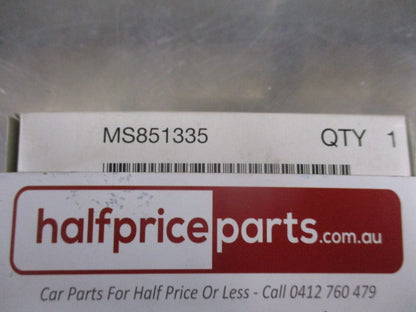 MS851335 QTY 1
halfpriceparts.com.au
Car Parts For Half Price Or Less - Call 0412 760 479